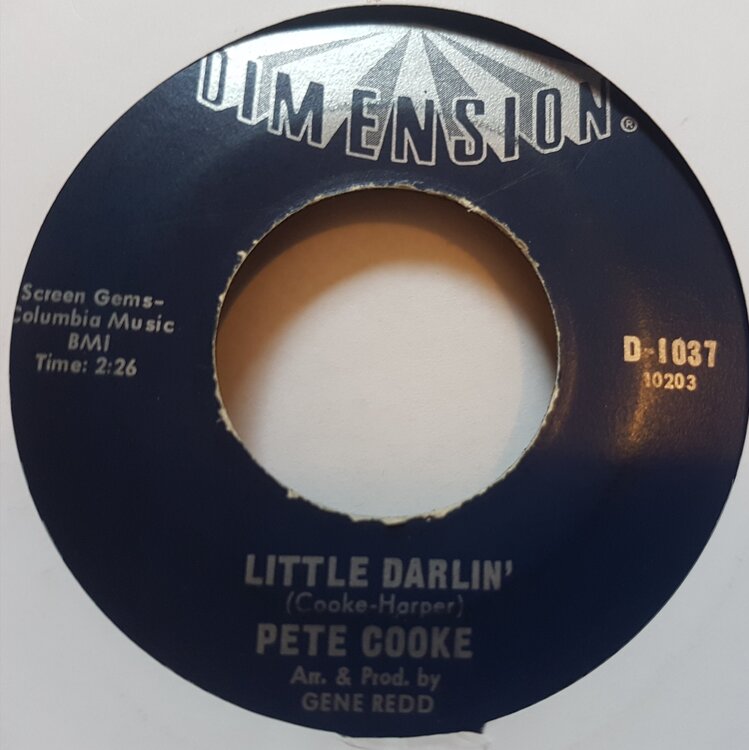 DIMENSION®
Screen Gems-
Columbia Music
BMI
Time: 2:26
D-1037
10203
LITTLE DARLIN'
(Cooke-Harper)
PETE COOKE
Arr. & Prod. by
GENE REDD